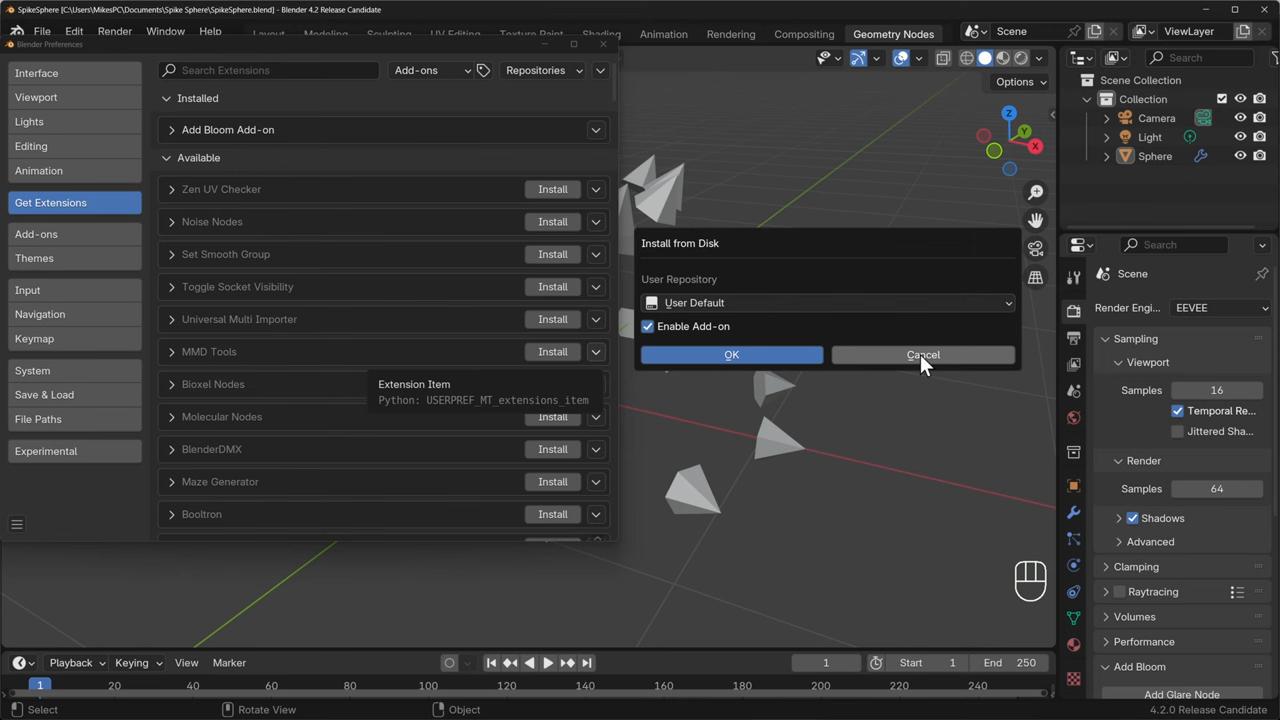 SpikeSphere [C:\Users\MikesPC\Documents\Spike Sphere\SpikeSphere.blend] - Blender 4.2 Release Candidate
File Edit Render Window Help Layout Modeling Sculpting UV Editing Texture Paint Shading Animation Rendering Compositing Geometry Nodes Scene ViewLayer
Blender Preferences
Interface
Viewport
Lights
Editing
Animation
Get Extensions
Add-ons
Themes
Input
Navigation
Keymap
System
Save & Load
File Paths
Experimental
Search Extensions Add-ons Repositories
Installed
Add Bloom Add-on
Available
Zen UV Checker Install
Noise Nodes Install
Set Smooth Group Install
Toggle Socket Visibility Install
Universal Multi Importer Install
MMD Tools Install
Bioxel Nodes
Extension Item
Python: USERPREF_MT_extensions_item
Molecular Nodes Install
BlenderDMX Install
Maze Generator Install
Booltron Install
Options
Z
Y
X
Install from Disk
User Repository
User Default
Enable Add-on
OK Cancel
Search
Scene Collection
Collection
Camera
Light
Sphere
Search
Scene
Render Engi... EEVEE
Sampling
Viewport
Samples 16
Temporal Re...
Jittered Sha...
Render
Samples 64
Shadows
Advanced
Clamping
Raytracing
Volumes
Performance
Add Bloom
Add Glare Node
Playback Keying View Marker 1 Start 1 End 250
1 20 40 60 80 100 120 140 160 180 200 220 240
Select Rotate View Object 4.2.0 Release Candidate